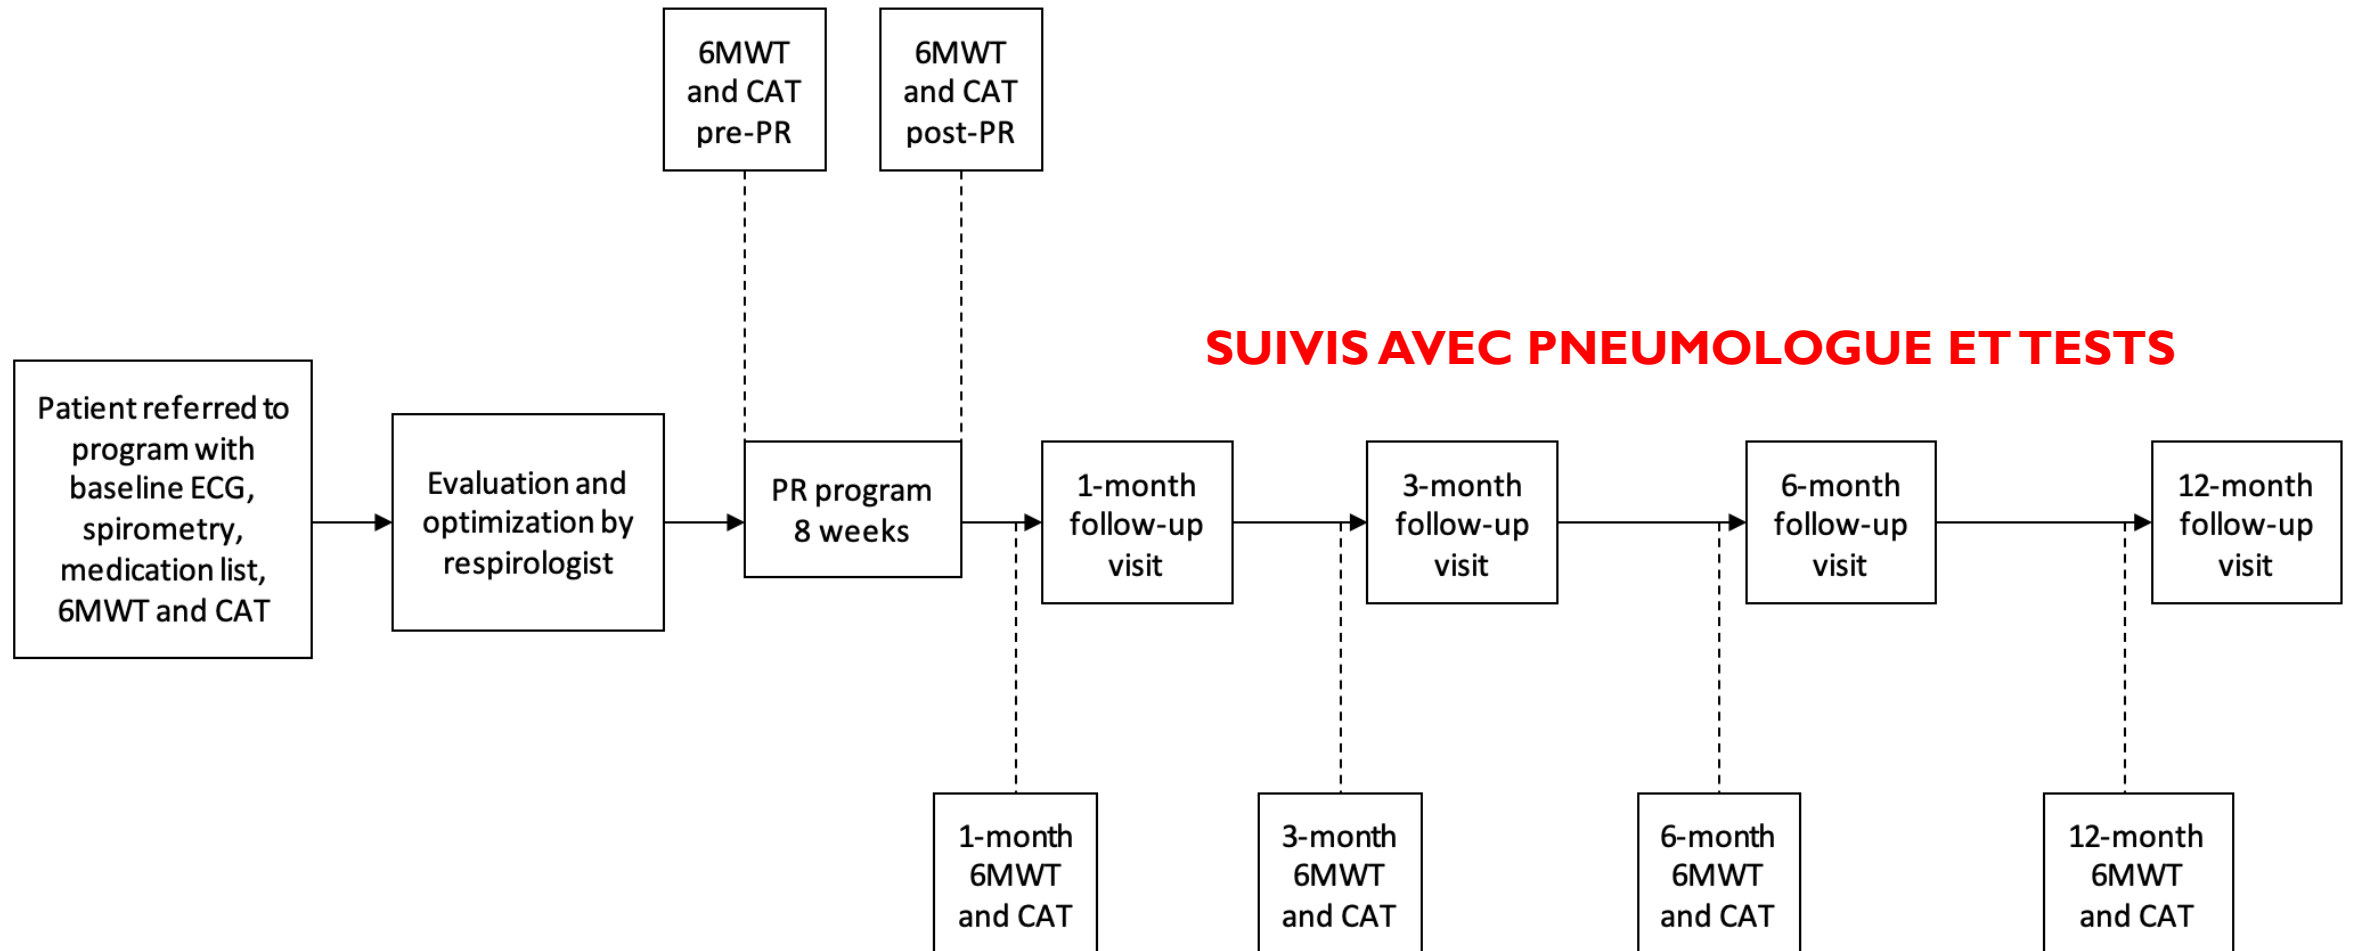 6MWT
and CAT
pre-PR
6MWT
and CAT
post-PR
SUIVIS AVEC PNEUMOLOGUE ET TESTS
Patient referred to
program with
baseline ECG,
spirometry,
medication list,
6MWT and CAT
Evaluation and
optimization by
respirologist
PR program
8 weeks
1-month
follow-up
visit
3-month
follow-up
visit
6-month
follow-up
visit
12-month
follow-up
visit
1-month
6MWT
and CAT
3-month
6MWT
and CAT
6-month
6MWT
and CAT
12-month
6MWT
and CAT